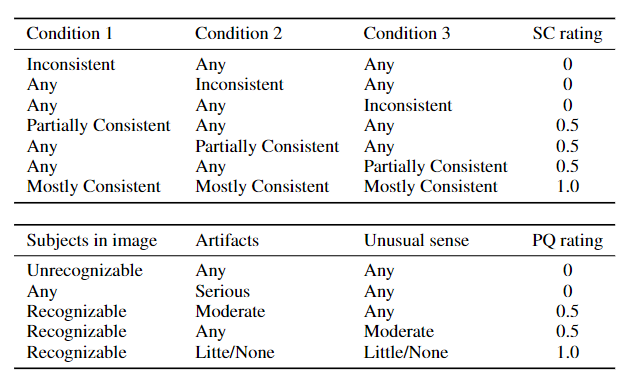 Condition 1 Condition 2 Condition 3 SC rating
Inconsistent Any Any 0
Any Inconsistent Any 0
Any Any Inconsistent 0
Partially Consistent Any Any 0.5
Any Partially Consistent Any 0.5
Any Any Partially Consistent 0.5
Mostly Consistent Mostly Consistent Mostly Consistent 1.0
Subjects in image Artifacts Unusual sense PQ rating
Unrecognizable Any Any 0
Any Serious Any 0
Recognizable Moderate Any 0.5
Recognizable Any Moderate 0.5
Recognizable Litte/None Little/None 1.0